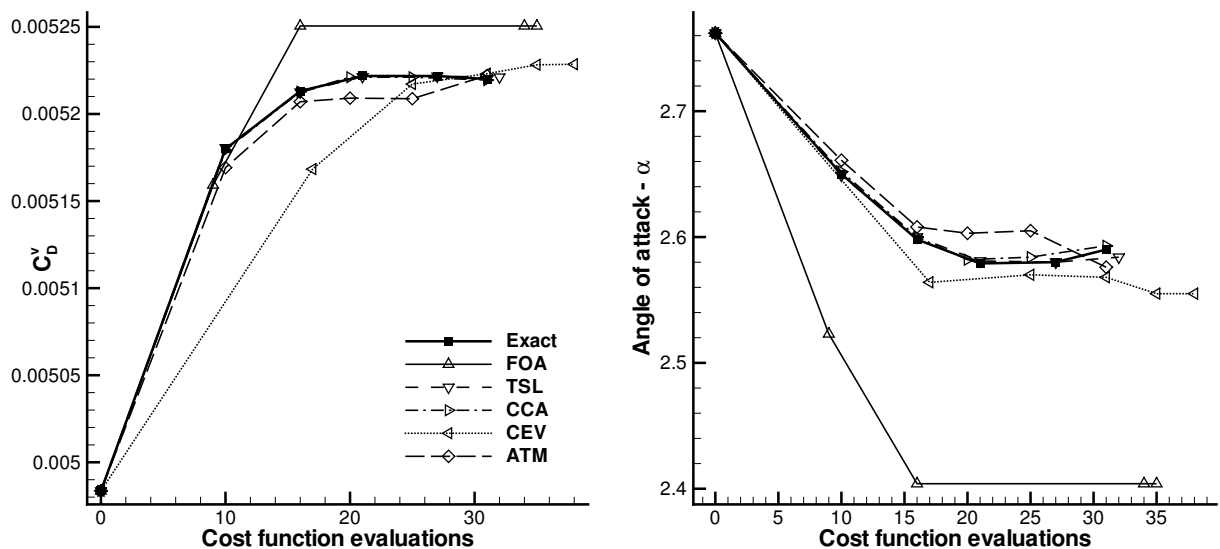 0.00525
0.0052
0.00515
0.0051
0.00505
0.005
C_D^v
0
10
20
30
Cost function evaluations
Exact
FOA
TSL
CCA
CEV
ATM
2.7
2.6
2.5
2.4
Angle of attack - α
0
5
10
15
20
25
30
35
Cost function evaluations